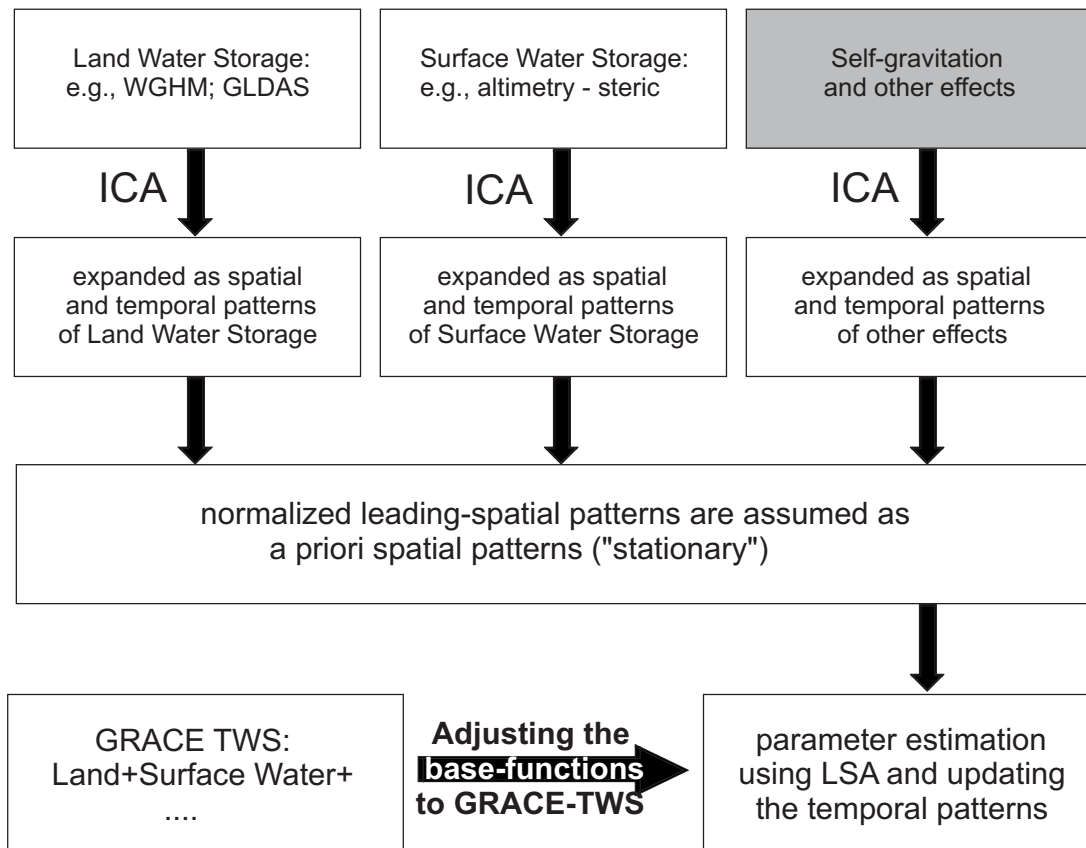 Land Water Storage:
e.g., WGHM; GLDAS
Surface Water Storage:
e.g., altimetry - steric
Self-gravitation
and other effects
ICA
ICA
ICA
expanded as spatial
and temporal patterns
of Land Water Storage
expanded as spatial
and temporal patterns
of Surface Water Storage
expanded as spatial
and temporal patterns
of other effects
normalized leading-spatial patterns are assumed as
a priori spatial patterns ("stationary")
GRACE TWS:
Land+Surface Water+
....
Adjusting the
base-functions
to GRACE-TWS
parameter estimation
using LSA and updating
the temporal patterns